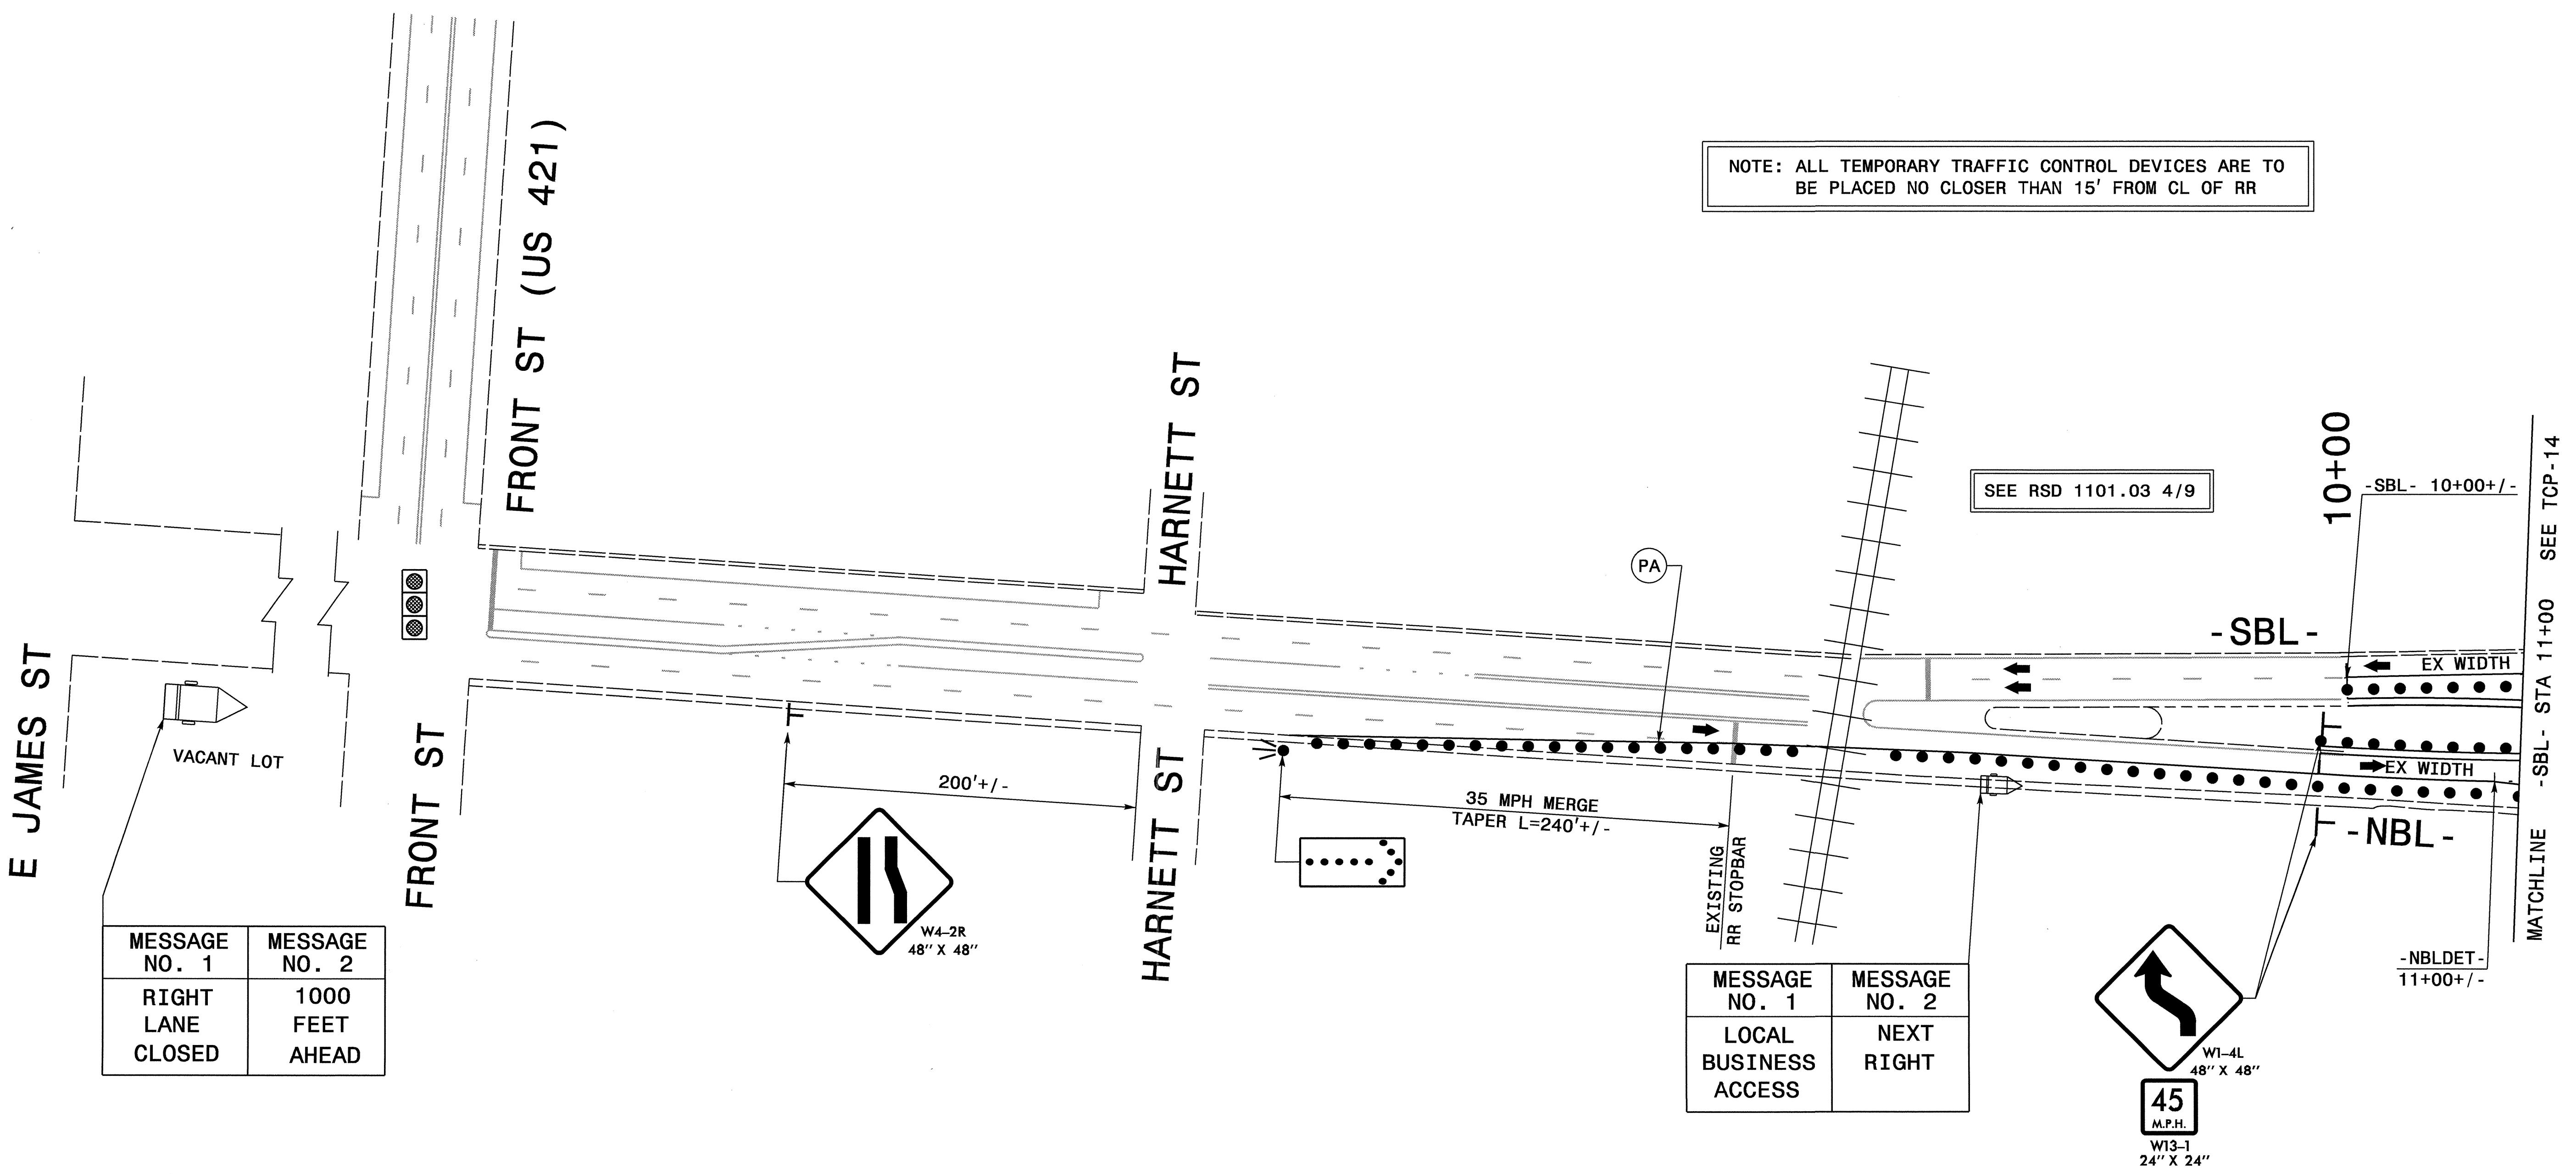 FRONT ST (US 421)
NOTE: ALL TEMPORARY TRAFFIC CONTROL DEVICES ARE TO
BE PLACED NO CLOSER THAN 15' FROM CL OF RR
HARNETT ST
SEE RSD 1101.03 4/9
10+00
-SBL- 10+00+/-
MATCHLINE -SBL- STA 11+00 SEE TCP-14
PA
-SBL-
EX WIDTH
E JAMES ST
VACANT LOT
FRONT ST
200'+/-
HARNETT ST
35 MPH MERGE
TAPER L=240'+/-
EXISTING
RR STOPBAR
EX WIDTH
-NBL-
W4-2R
48" X 48"
MESSAGE
NO. 1
MESSAGE
NO. 2
RIGHT
LANE
CLOSED
1000
FEET
AHEAD
MESSAGE
NO. 1
MESSAGE
NO. 2
LOCAL
BUSINESS
ACCESS
NEXT
RIGHT
-NBLDET-
11+00+/-
W1-4L
48" X 48"
45
M.P.H.
W13-1
24" X 24"